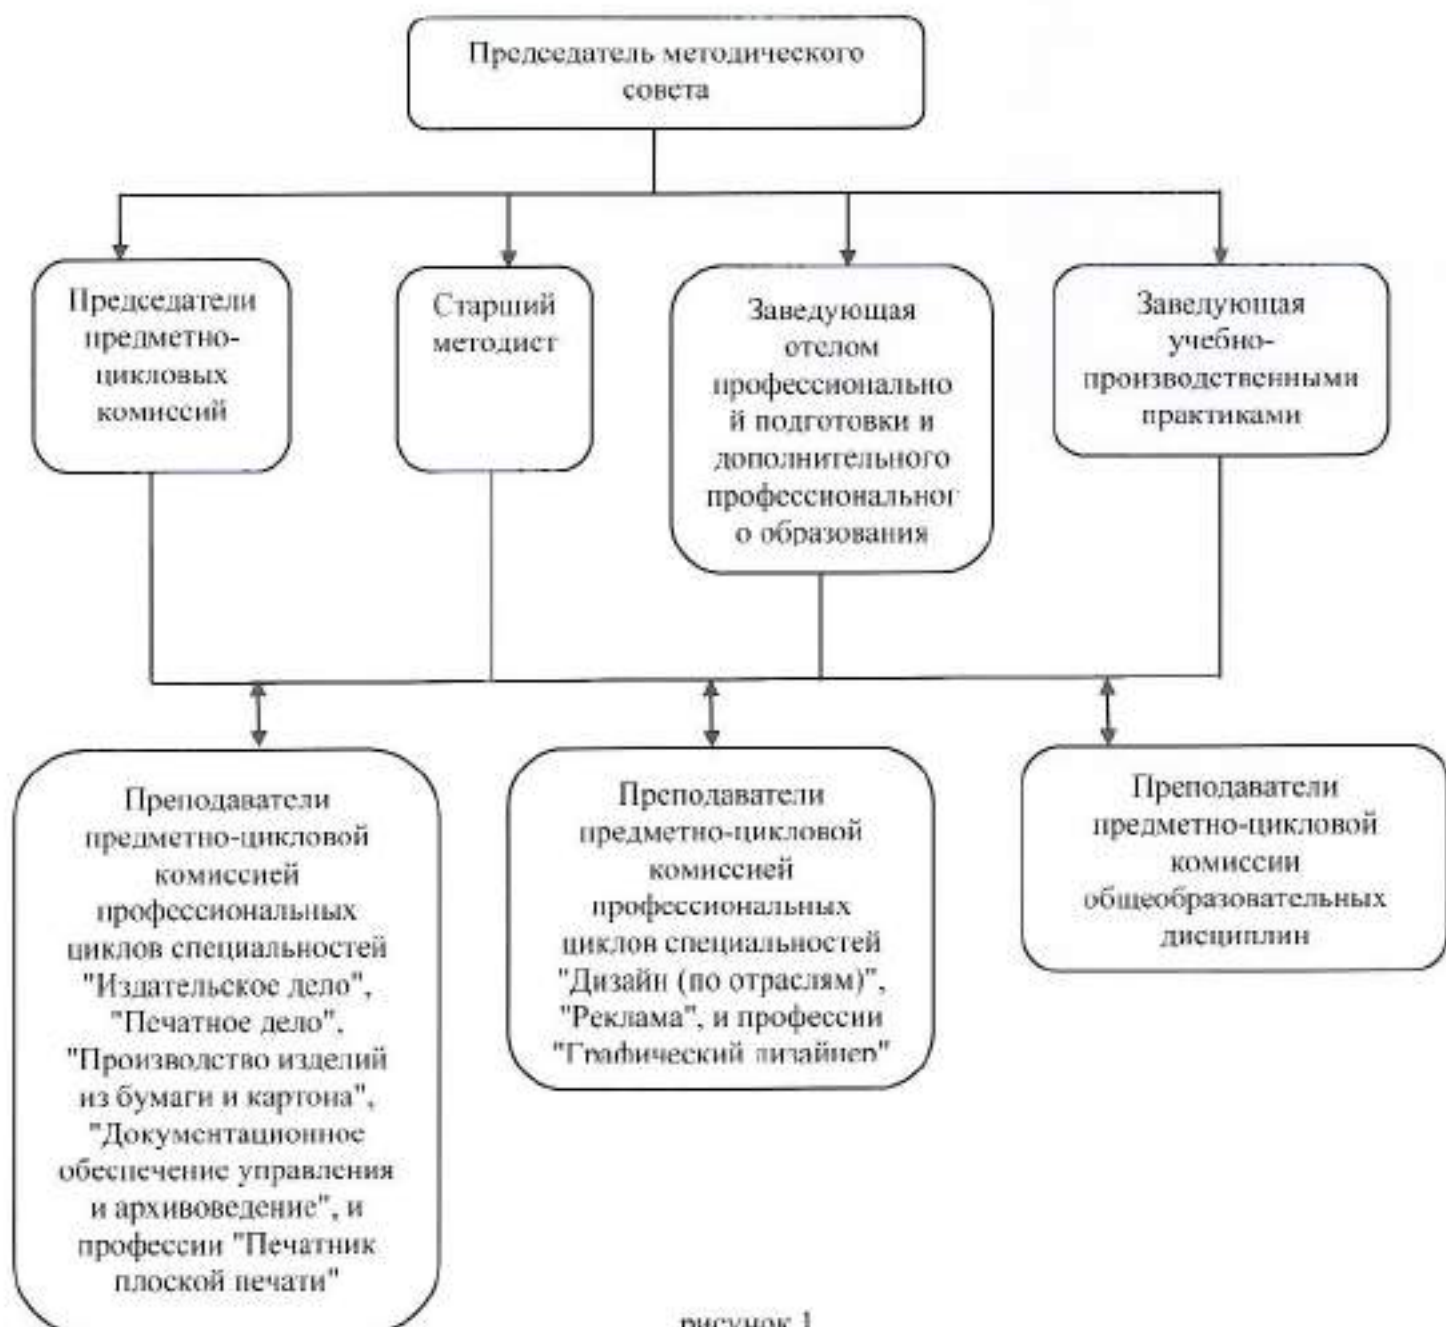 Председатель методического
совета
Председатели
предметно-
цикловых
комиссий
Старший
методист
Заведующая
отелом
профессионально
й подготовки и
дополнительного
профессиональног
о образования
Заведующая
учебно-
производственными
практиками
Преподаватели
предметно-цикловой
комиссией
профессиональных
циклов специальностей
"Издательское дело",
"Печатное дело",
"Производство изделий
из бумаги и картона",
"Документационное
обеспечение управления
и архивоведение", и
профессии "Печатник
плоской печати"
Преподаватели
предметно-цикловой
комиссией
профессиональных
циклов специальностей
"Дизайн (по отраслям)",
"Реклама", и профессии
"Графический дизайнер"
Преподаватели
предметно-цикловой
комиссии
общеобразовательных
дисциплин
рисунок 1